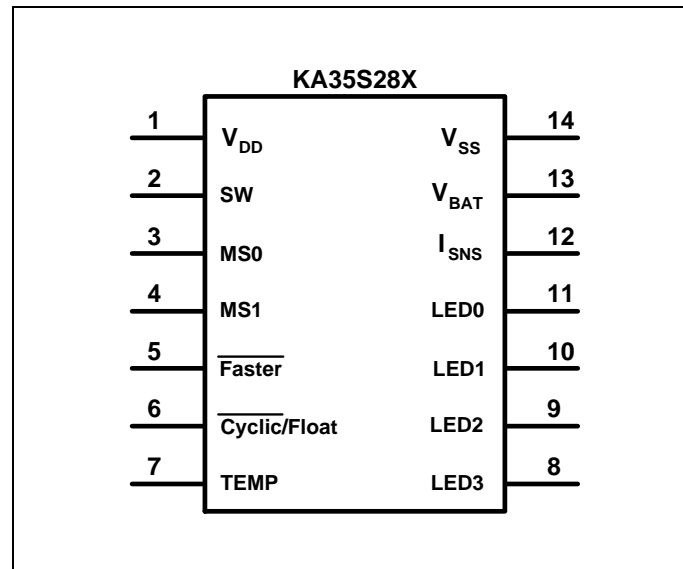 KA35S28X
1 VDD VSS 14
2 SW VBAT 13
3 MS0 ISNS 12
4 MS1 LED0 11
5 Faster LED1 10
6 Cyclic/Float LED2 9
7 TEMP LED3 8